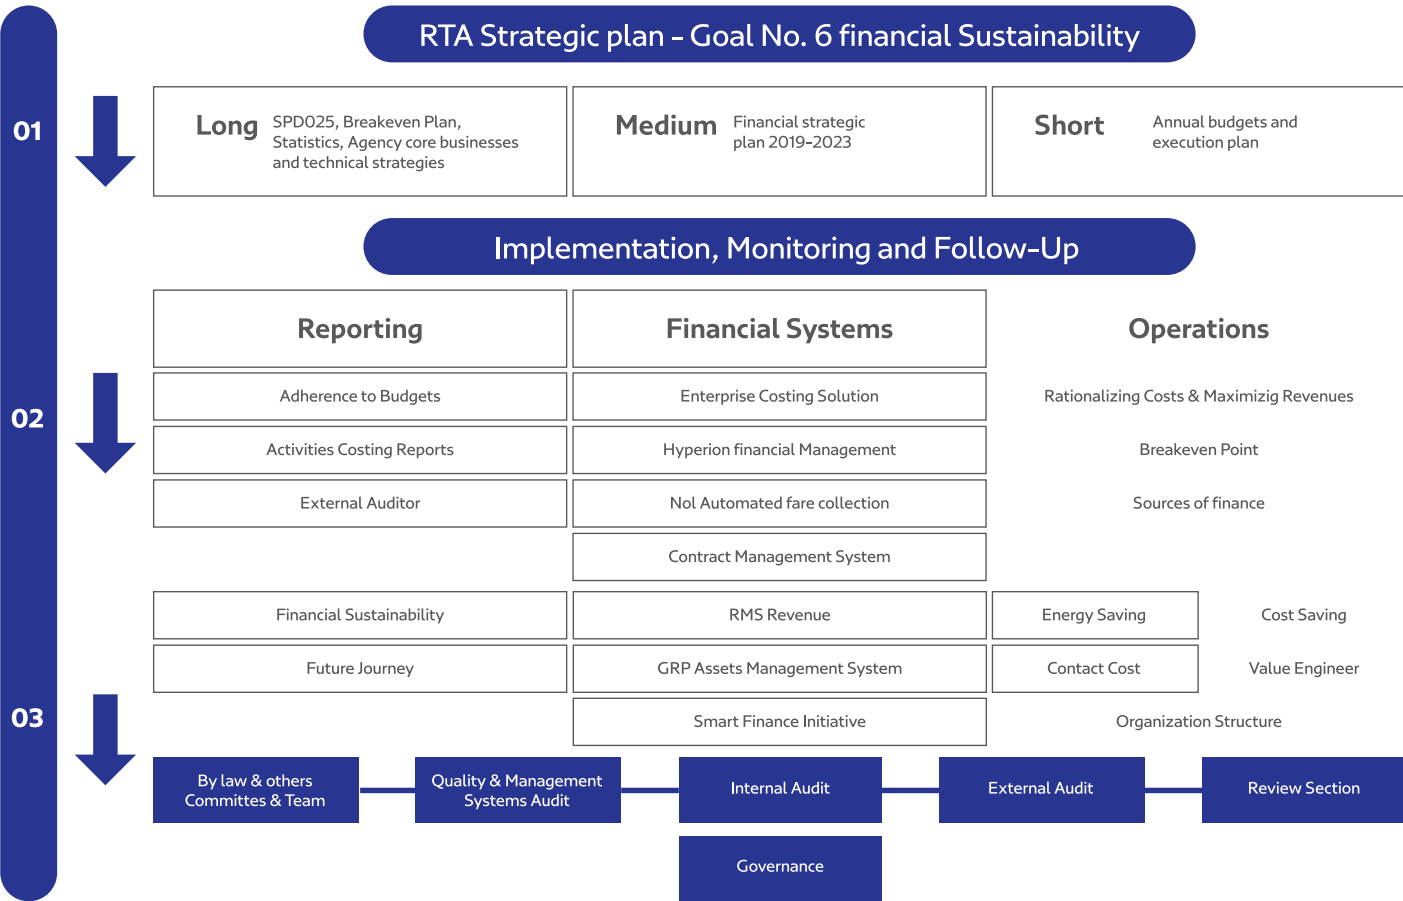 RTA Strategic plan - Goal No. 6 financial Sustainability
01
Long
SPD025, Breakeven Plan,
Statistics, Agency core businesses
and technical strategies
Medium
Financial strategic
plan 2019-2023
Short
Annual budgets and
execution plan
Implementation, Monitoring and Follow-Up
Reporting
Financial Systems
Operations
02
Adherence to Budgets
Enterprise Costing Solution
Rationalizing Costs & Maximizig Revenues
Activities Costing Reports
Hyperion financial Management
Breakeven Point
External Auditor
Nol Automated fare collection
Sources of finance
Contract Management System
Financial Sustainability
RMS Revenue
Energy Saving
Cost Saving
Future Journey
GRP Assets Management System
Contact Cost
Value Engineer
03
Smart Finance Initiative
Organization Structure
By law & others
Committes & Team
Quality & Management
Systems Audit
Internal Audit
External Audit
Review Section
Governance